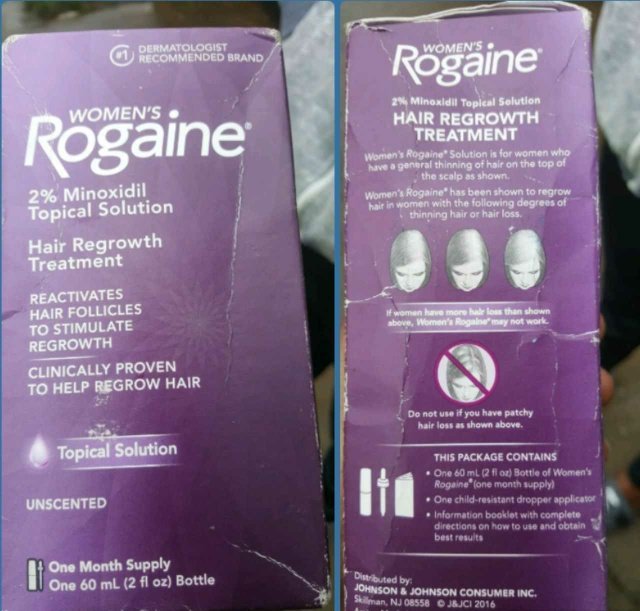 #1 DERMATOLOGIST
RECOMMENDED BRAND
WOMEN'S
Rogaine®
2% Minoxidil
Topical Solution
Hair Regrowth
Treatment
REACTIVATES
HAIR FOLLICLES
TO STIMULATE
REGROWTH
CLINICALLY PROVEN
TO HELP REGROW HAIR
Topical Solution
UNSCENTED
One Month Supply
One 60 mL (2 fl oz) Bottle
WOMEN'S
Rogaine®
2% Minoxidil Topical Solution
HAIR REGROWTH
TREATMENT
Women's Rogaine® Solution is for women who
have a general thinning of hair on the top of
the scalp as shown.
Women's Rogaine® has been shown to regrow
hair in women with the following degrees of
thinning hair or hair loss.
If women have more hair loss than shown
above, Women's Rogaine® may not work.
Do not use if you have patchy
hair loss as shown above.
THIS PACKAGE CONTAINS
• One 60 mL (2 fl oz) Bottle of Women's
Rogaine® (one month supply)
• One child-resistant dropper applicator
• Information booklet with complete
directions on how to use and obtain
best results
Distributed by:
JOHNSON & JOHNSON CONSUMER INC.
Skillman, NJ 08558 © J&JCI 2016